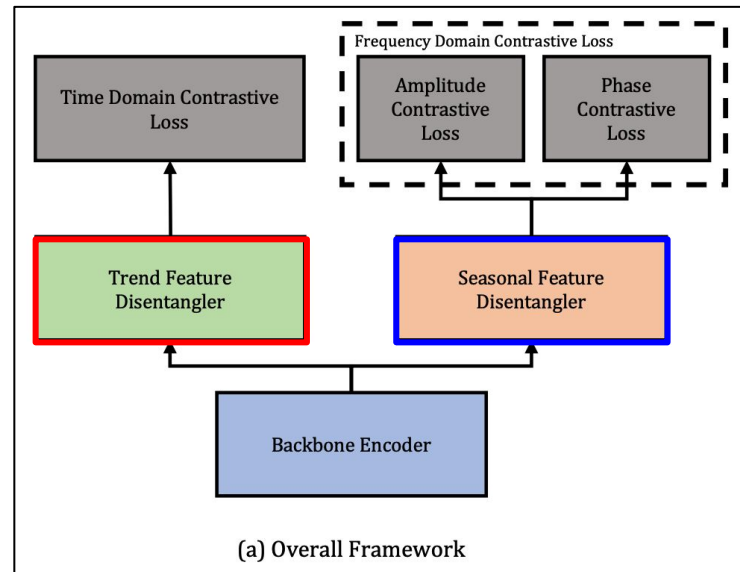 Frequency Domain Contrastive Loss
Time Domain Contrastive
Loss
Amplitude
Contrastive
Loss
Phase
Contrastive
Loss
Trend Feature
Disentangler
Seasonal Feature
Disentangler
Backbone Encoder
(a) Overall Framework